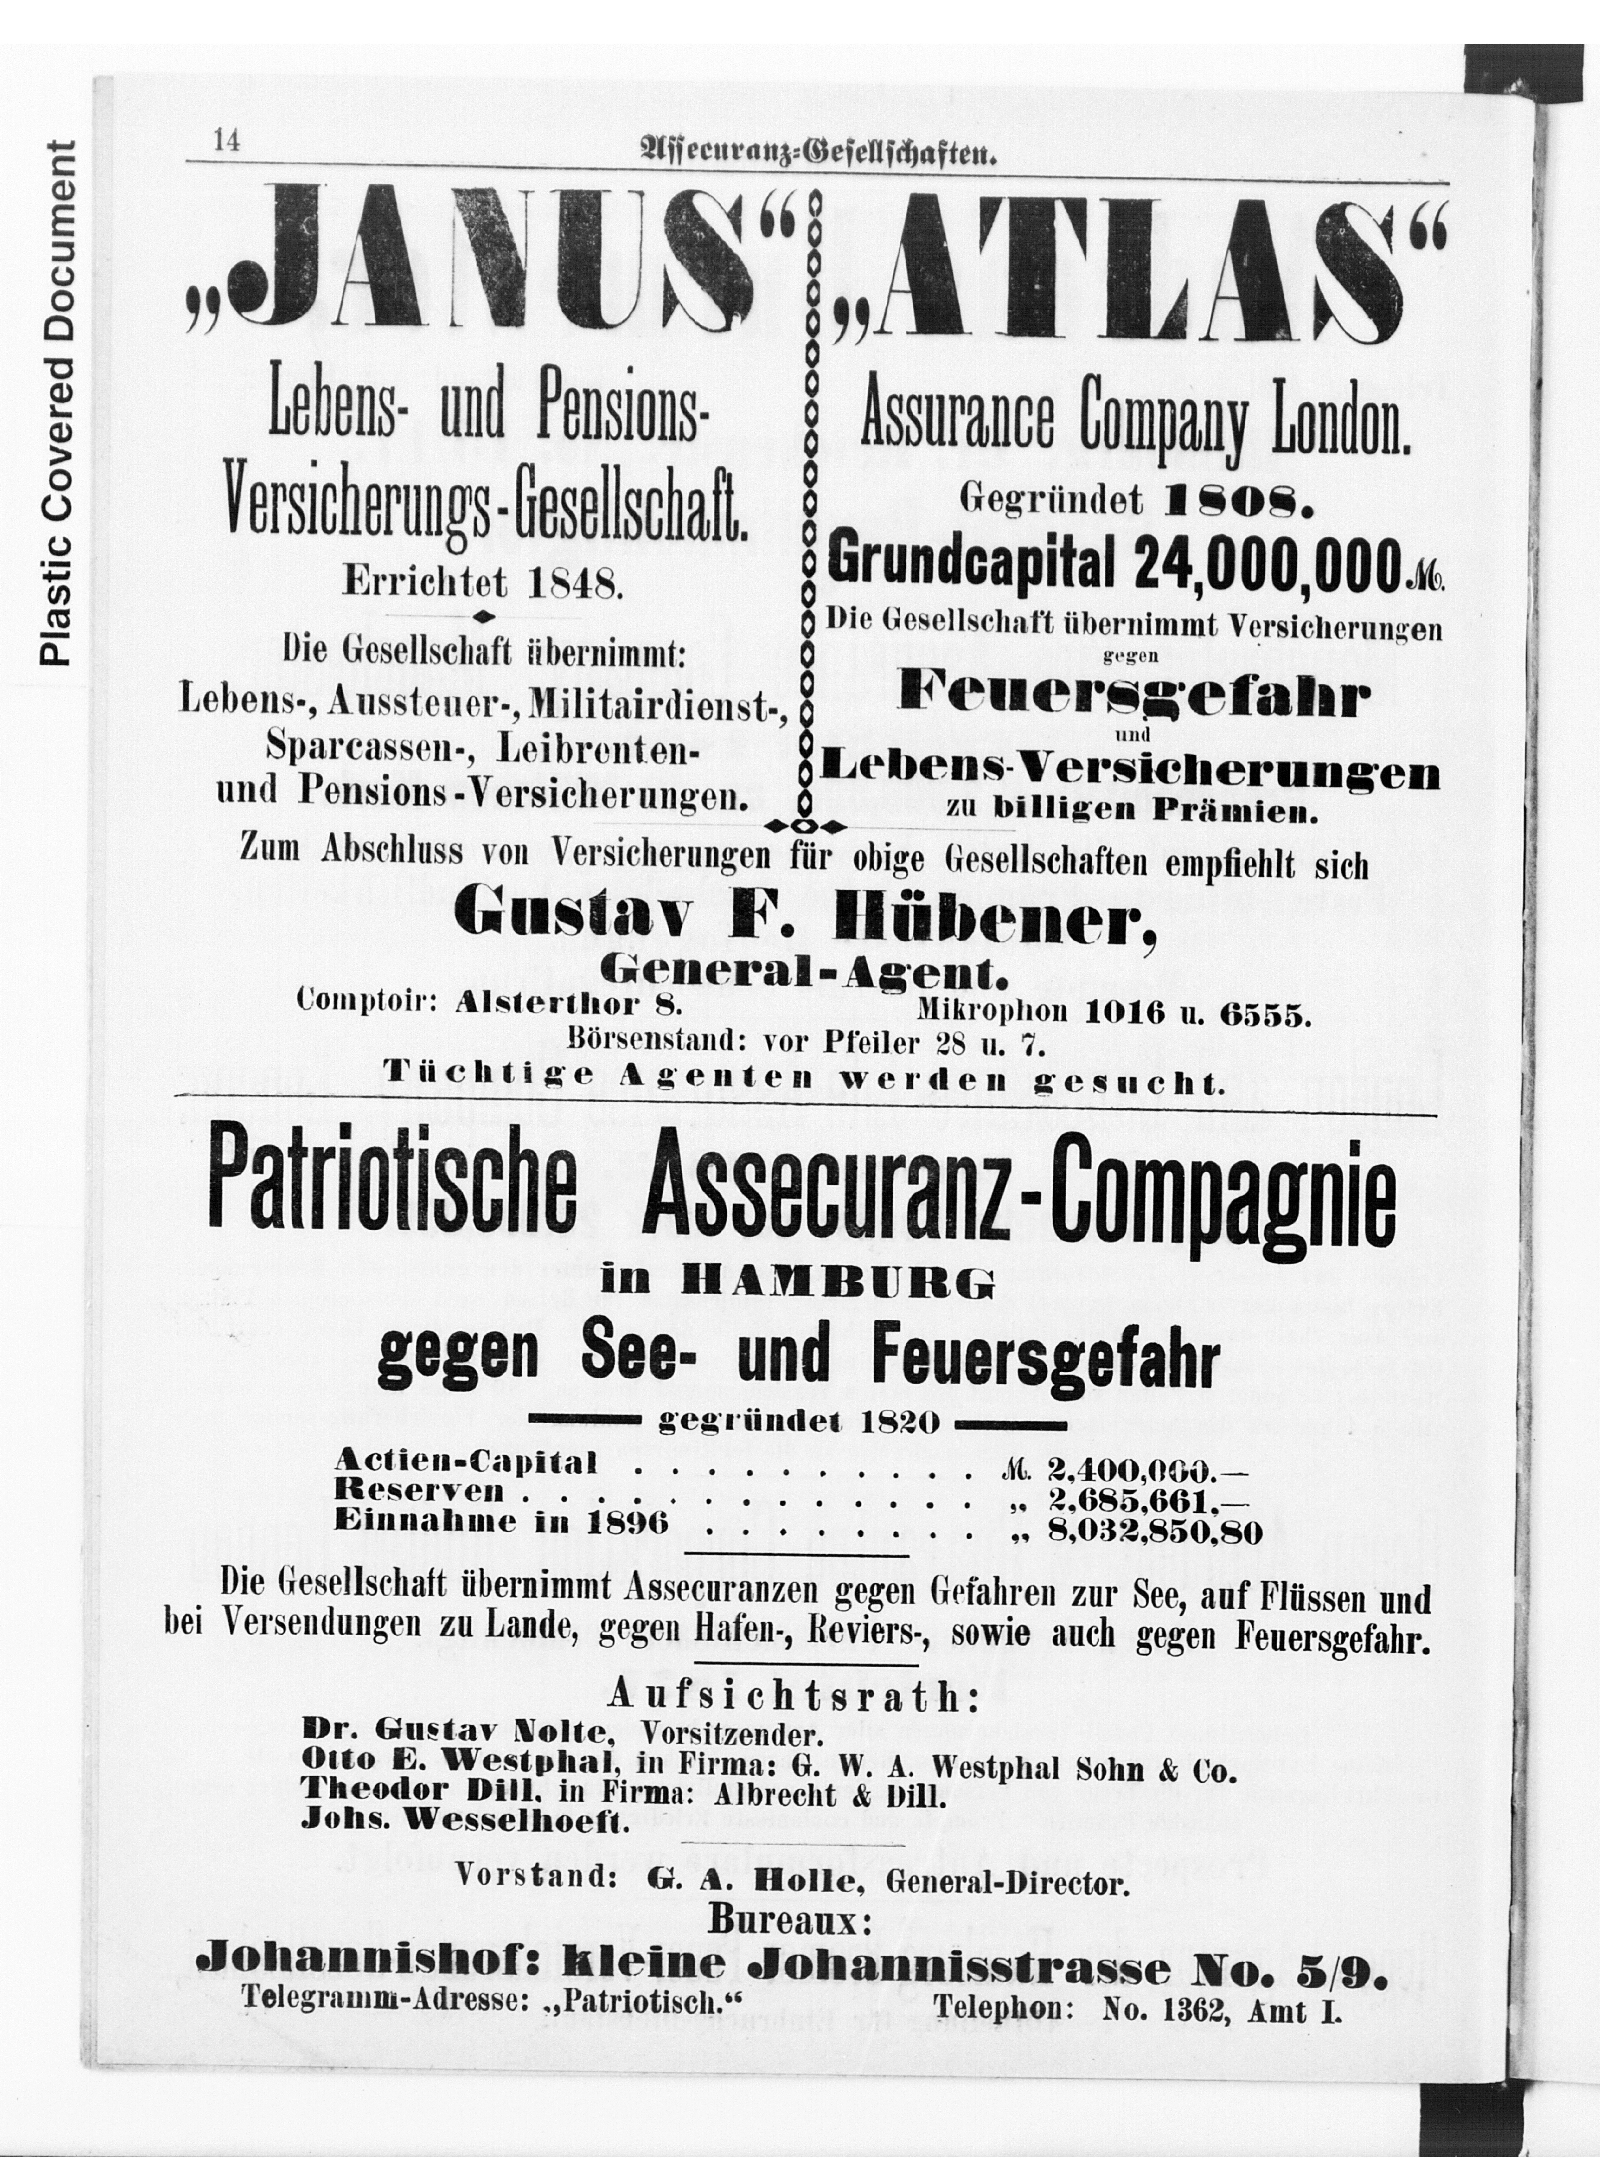 Plastic Covered Document
14
Assecuranz-Gesellschaften.
„JANUS“
Lebens- und Pensions-
Versicherungs-Gesellschaft.
Errichtet 1848.
Die Gesellschaft übernimmt:
Lebens-, Aussteuer-, Militairdienst-,
Sparcassen-, Leibrenten-
und Pensions-Versicherungen.
„ATLAS“
Assurance Company London.
Gegründet 1808.
Grundcapital 24,000,000 M.
Die Gesellschaft übernimmt Versicherungen
gegen
Feuersgefahr
und
Lebens-Versicherungen
zu billigen Prämien.
Zum Abschluss von Versicherungen für obige Gesellschaften empfiehlt sich
Gustav F. Hübener,
General-Agent.
Comptoir: Alsterthor 8. Mikrophon 1016 u. 6555.
Börsenstand: vor Pfeiler 28 u. 7.
Tüchtige Agenten werden gesucht.
Patriotische Assecuranz-Compagnie
in HAMBURG
gegen See- und Feuersgefahr
gegründet 1820
Actien-Capital . . . . . . . . . . M. 2,400,000.—
Reserven . . . . . . . . . . . . . „ 2,685,661,—
Einnahme in 1896 . . . . . . . . „ 8,032,850,80
Die Gesellschaft übernimmt Assecuranzen gegen Gefahren zur See, auf Flüssen und
bei Versendungen zu Lande, gegen Hafen-, Reviers-, sowie auch gegen Feuersgefahr.
Aufsichtsrath:
Dr. Gustav Nolte, Vorsitzender.
Otto E. Westphal, in Firma: G. W. A. Westphal Sohn & Co.
Theodor Dill, in Firma: Albrecht & Dill.
Johs. Wesselhoeft.
Vorstand: G. A. Holle, General-Director.
Bureaux:
Johannishof: kleine Johannisstrasse No. 5/9.
Telegramm-Adresse: „Patriotisch.“ Telephon: No. 1362, Amt I.